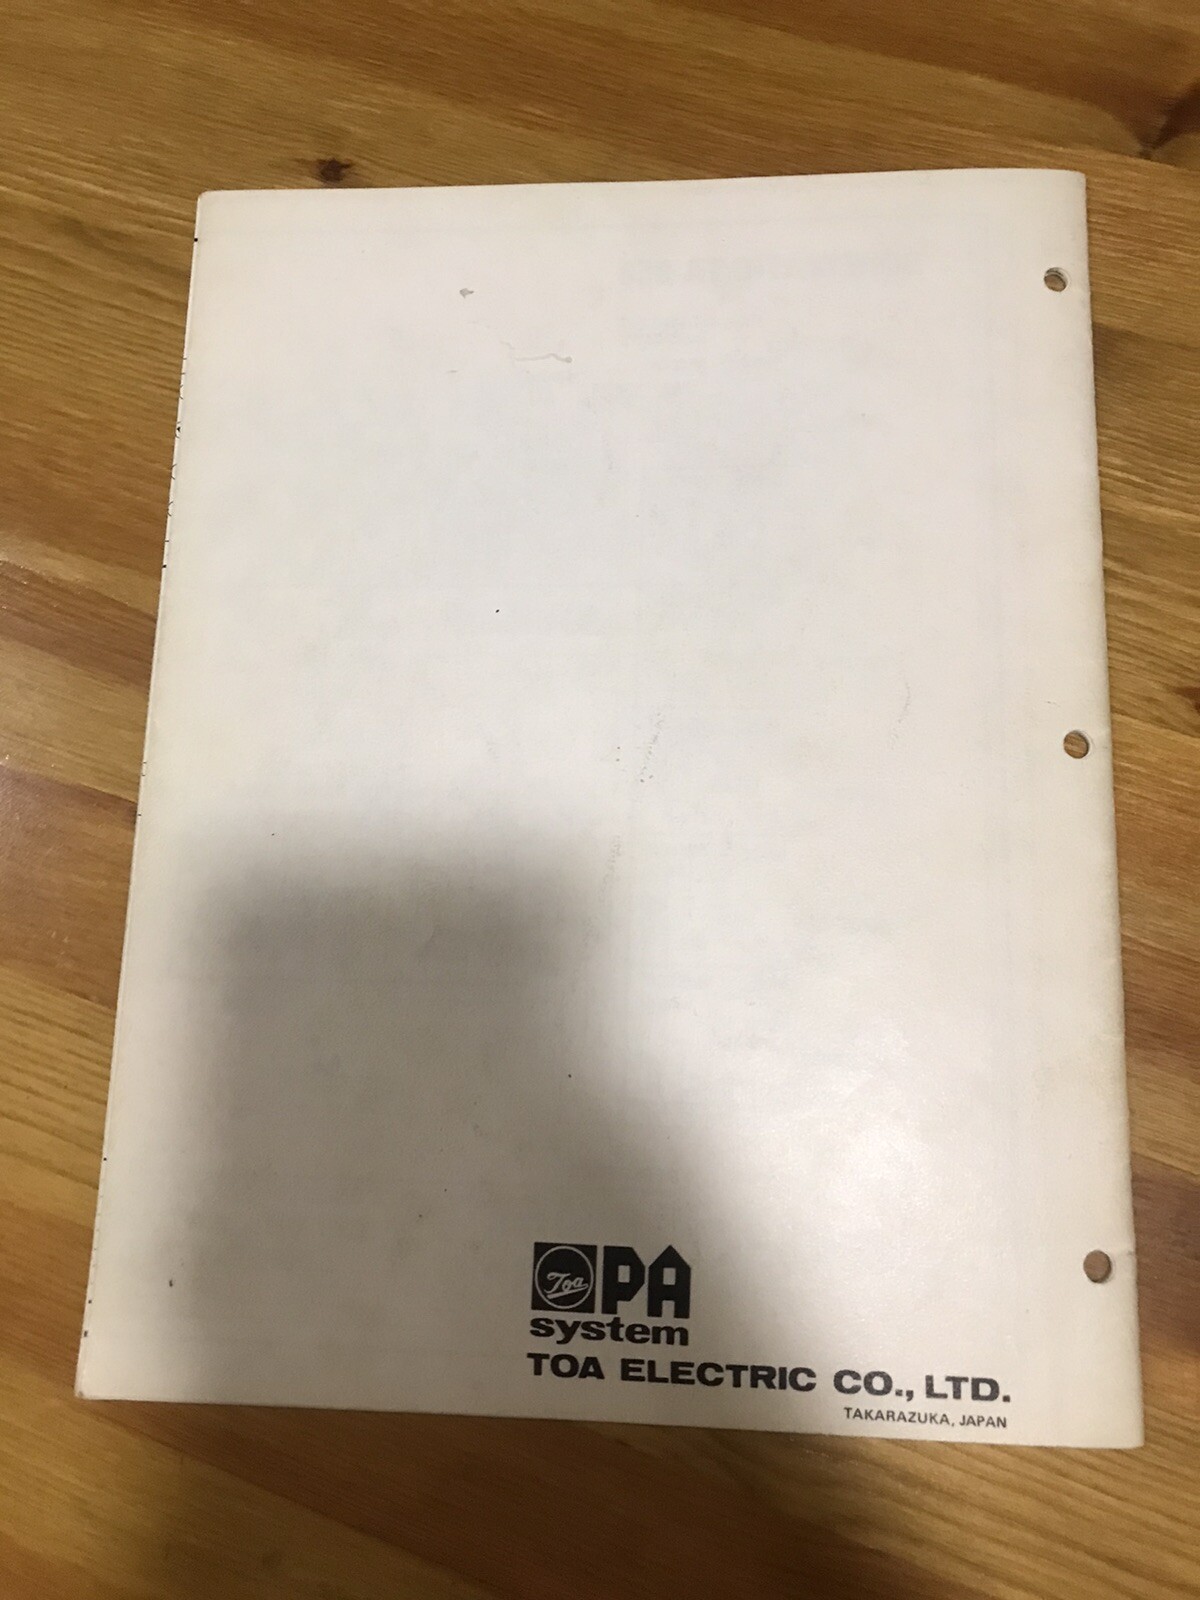 Toa PA
system
TOA ELECTRIC CO., LTD.
TAKARAZUKA, JAPAN